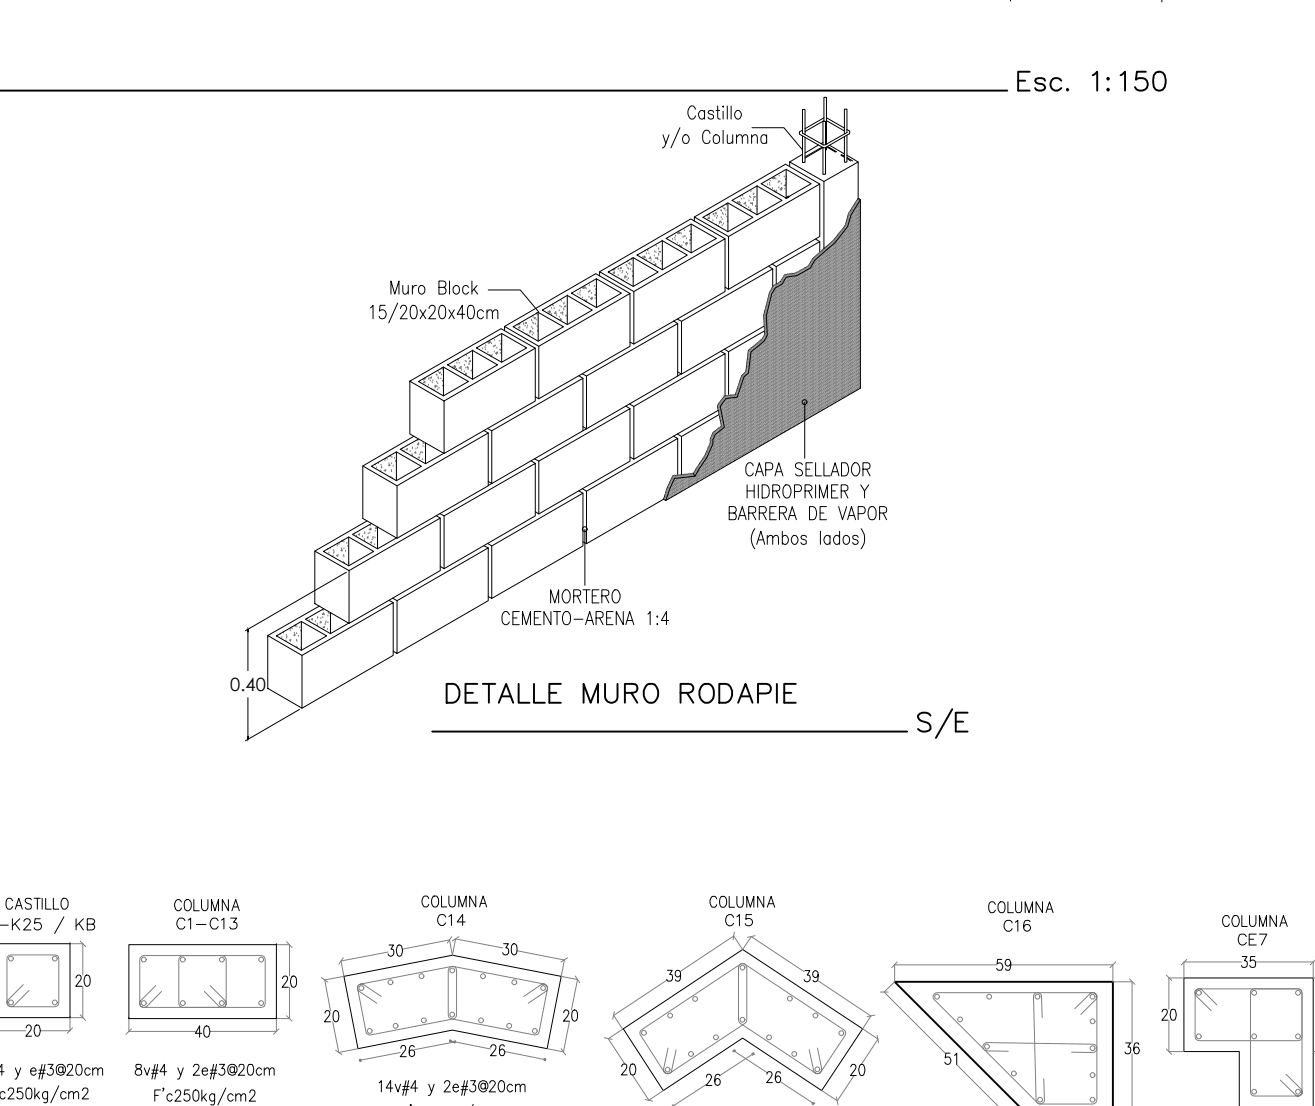 Esc. 1:150
Castillo
y/o Columna
Muro Block
15/20x20x40cm
CAPA SELLADOR
HIDROPRIMER Y
BARRERA DE VAPOR
(Ambos lados)
MORTERO
CEMENTO-ARENA 1:4
0.40
DETALLE MURO RODAPIE
S/E
CASTILLO
-K25 / KB
20
20
4 y e#3@20cm
c250kg/cm2
COLUMNA
C1-C13
20
40
8v#4 y 2e#3@20cm
F'c250kg/cm2
COLUMNA
C14
30
30
20
20
26
26
14v#4 y 2e#3@20cm
COLUMNA
C15
39
39
20
20
26
26
COLUMNA
C16
59
51
36
COLUMNA
CE7
35
20